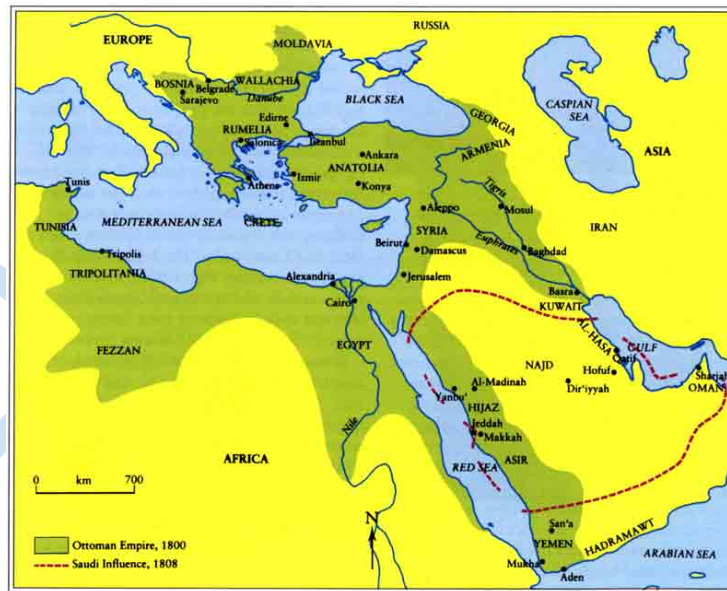 RUSSIA
EUROPE
MOLDAVIA
BOSNIA
Belgrade
WALLACHIA
Sarajevo
Danube
BLACK SEA
CASPIAN
SEA
Edirne
RUMELIA
GEORGIA
Salonica
Istanbul
ARMENIA
ASIA
Ankara
ANATOLIA
Tunis
Athens
Izmir
Konya
Tigris
Mosul
Aleppo
TUNISIA
MEDITERRANEAN SEA
CRETE
SYRIA
IRAN
Beirut
Damascus
Euphrates
Baghdad
Tripolis
TRIPOLITANIA
Alexandria
Jerusalem
Basra
Cairo
KUWAIT
FEZZAN
EGYPT
AL-HASA
GULF
Qatif
NAJD
Hofuf
Sharjah
Al-Madinah
Dir'iyyah
OMAN
Yanbu'
HIJAZ
Nile
Jeddah
Makkah
AFRICA
ASIR
RED SEA
0 km 700
N
San'a
Ottoman Empire, 1800
YEMEN
HADRAMAWT
Saudi Influence, 1808
Mukha
Aden
ARABIAN SEA